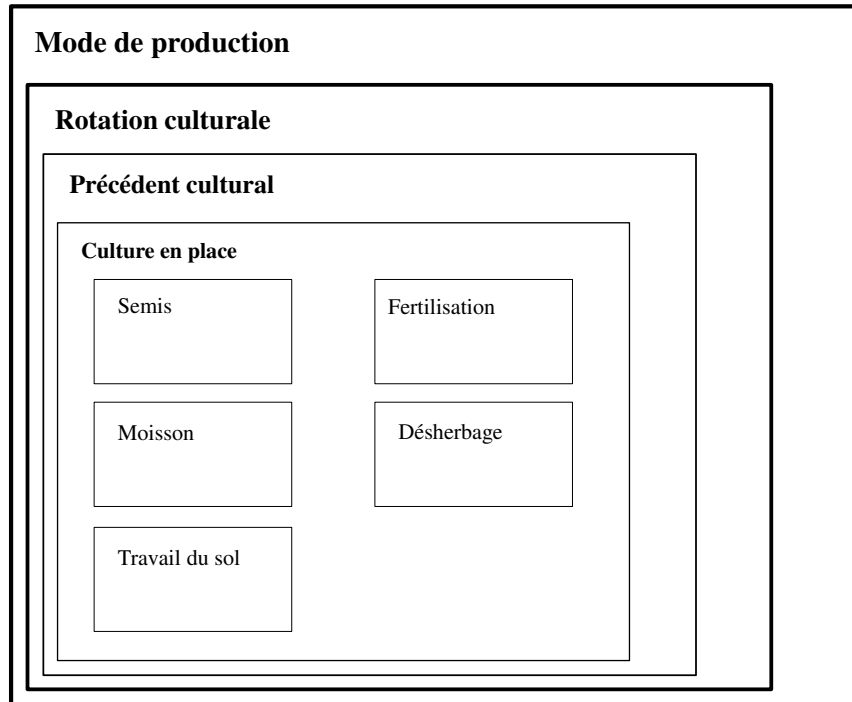 Mode de production
Rotation culturale
Précédent cultural
Culture en place
Semis
Fertilisation
Moisson
Désherbage
Travail du sol